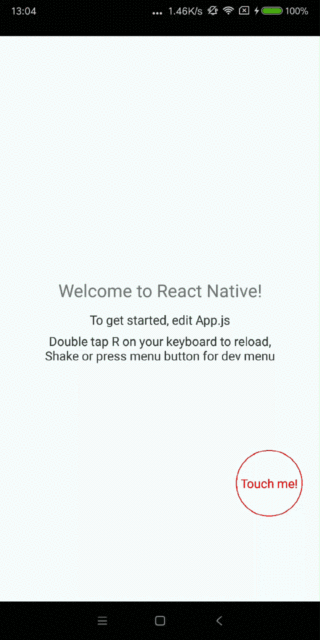 13:04 ... 1.46K/s 100%
Welcome to React Native!
To get started, edit App.js
Double tap R on your keyboard to reload,
Shake or press menu button for dev menu
Touch me!